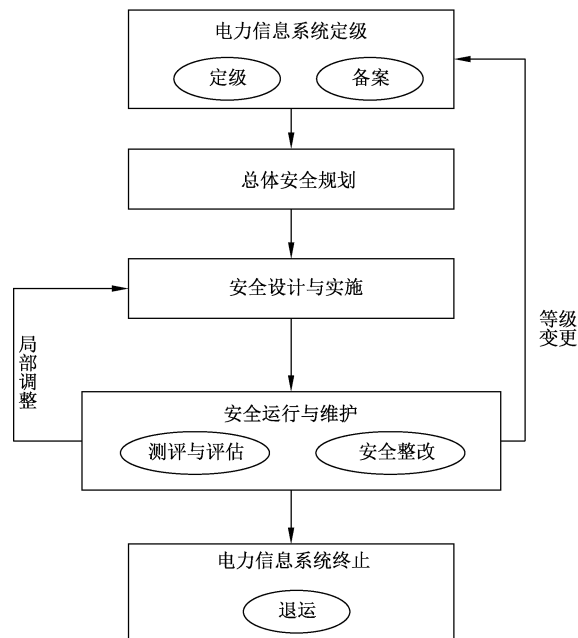 电力信息系统定级
定级
备案
总体安全规划
安全设计与实施
局部调整
等级
变更
安全运行与维护
测评与评估
安全整改
电力信息系统终止
退运